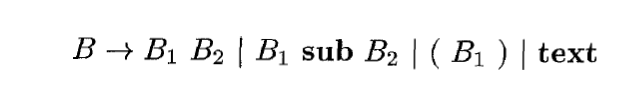 B → B₁ B₂ | B₁ sub B₂ | ( B₁ ) | text